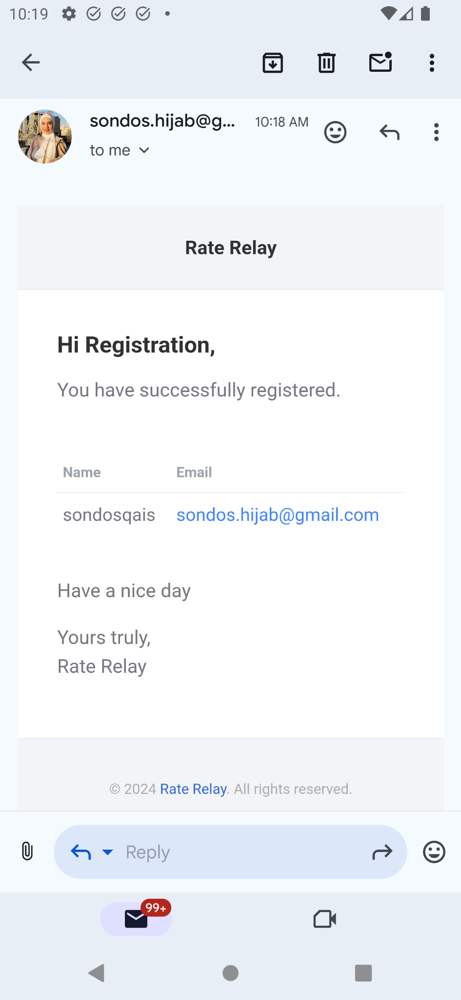 10:19
sondos.hijab@g... 10:18 AM
to me
Rate Relay
Hi Registration,
You have successfully registered.
Name Email
sondosqais sondos.hijab@gmail.com
Have a nice day
Yours truly,
Rate Relay
© 2024 Rate Relay. All rights reserved.
Reply
99+